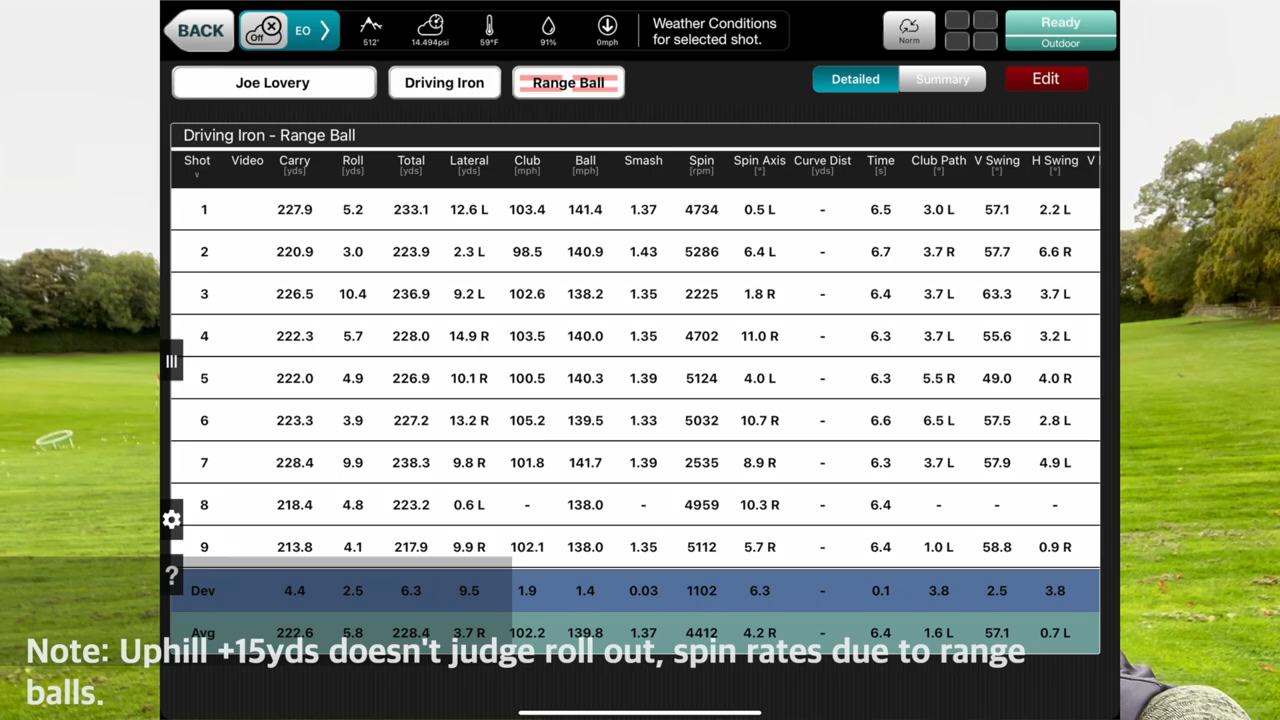 BACK
Off
EO
512'
14.494psi
59°F
91%
0mph
Weather Conditions
for selected shot.
Norm
Ready
Outdoor
Joe Lovery
Driving Iron
Range Ball
Detailed
Summary
Edit
Driving Iron - Range Ball
Shot Video Carry Roll Total Lateral Club Ball Smash Spin Spin Axis Curve Dist Time Club Path V Swing H Swing V
[yds] [yds] [yds] [yds] [mph] [mph] [rpm] [°] [yds] [s] [°] [°] [°]
1 227.9 5.2 233.1 12.6 L 103.4 141.4 1.37 4734 0.5 L - 6.5 3.0 L 57.1 2.2 L
2 220.9 3.0 223.9 2.3 L 98.5 140.9 1.43 5286 6.4 L - 6.7 3.7 R 57.7 6.6 R
3 226.5 10.4 236.9 9.2 L 102.6 138.2 1.35 2225 1.8 R - 6.4 3.7 L 63.3 3.7 L
4 222.3 5.7 228.0 14.9 R 103.5 140.0 1.35 4702 11.0 R - 6.3 3.7 L 55.6 3.2 L
5 222.0 4.9 226.9 10.1 R 100.5 140.3 1.39 5124 4.0 L - 6.3 5.5 R 49.0 4.0 R
6 223.3 3.9 227.2 13.2 R 105.2 139.5 1.33 5032 10.7 R - 6.6 6.5 L 57.5 2.8 L
7 228.4 9.9 238.3 9.8 R 101.8 141.7 1.39 2535 8.9 R - 6.3 3.7 L 57.9 4.9 L
8 218.4 4.8 223.2 0.6 L - 138.0 - 4959 10.3 R - 6.4 - - -
9 213.8 4.1 217.9 9.9 R 102.1 138.0 1.35 5112 5.7 R - 6.4 1.0 L 58.8 0.9 R
?
Dev 4.4 2.5 6.3 9.5 1.9 1.4 0.03 1102 6.3 - 0.1 3.8 2.5 3.8
Avg 222.6 5.8 228.4 3.7 R 102.2 139.8 1.37 4412 4.2 R - 6.4 1.6 L 57.1 0.7 L
Note: Uphill +15yds doesn't judge roll out, spin rates due to range
balls.